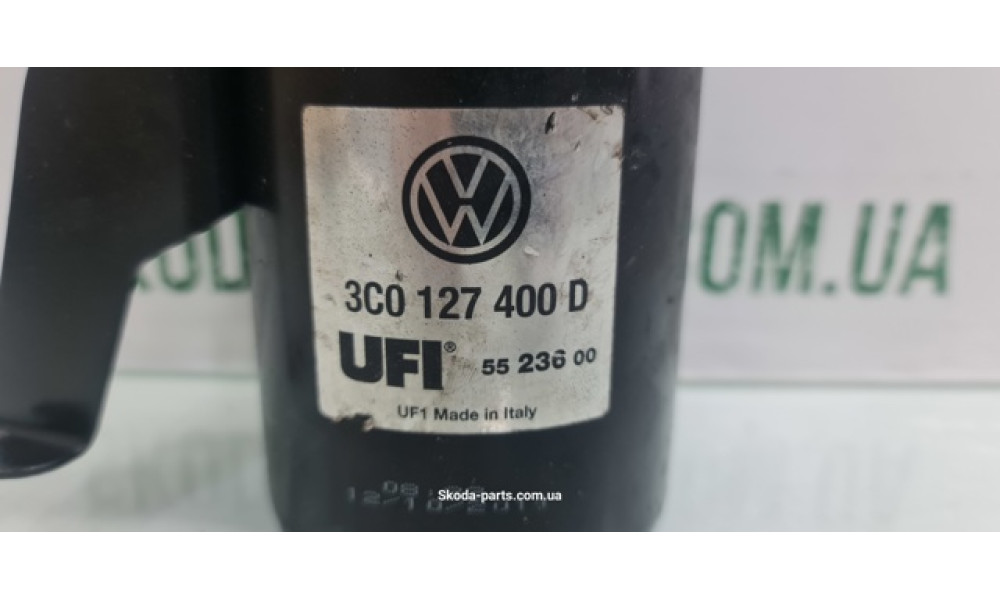 3C0 127 400 D
UFI® 55 236 00
UF1 Made in Italy
Skoda-parts.com.ua
OM.UA